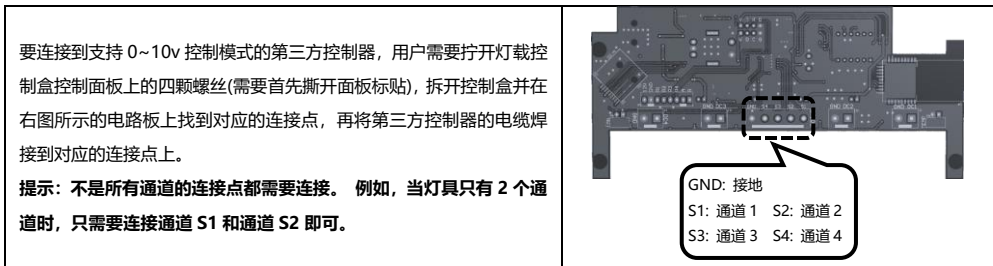 要连接到支持 0~10v 控制模式的第三方控制器，用户需要拧开灯载控
制盒控制面板上的四颗螺丝(需要首先撕开面板标贴)，拆开控制盒并在
右图所示的电路板上找到对应的连接点，再将第三方控制器的电缆焊
接到对应的连接点上。
提示：不是所有通道的连接点都需要连接。 例如，当灯具只有 2 个通
道时，只需要连接通道 S1 和通道 S2 即可。
GND: 接地
S1: 通道 1 S2: 通道 2
S3: 通道 3 S4: 通道 4